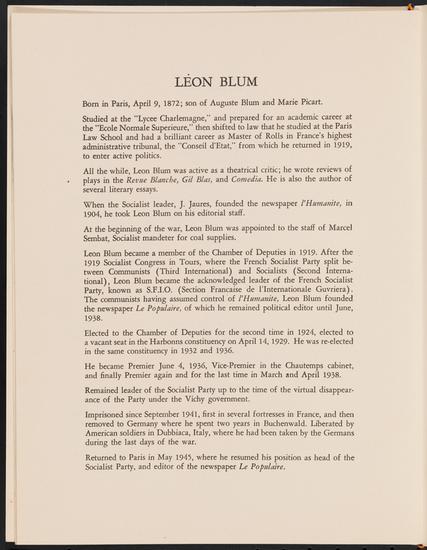 LÉON BLUM
Born in Paris, April 9, 1872; son of Auguste Blum and Marie Picart.
Studied at the "Lycee Charlemagne," and prepared for an academic career at
the "Ecole Normale Superieure," then shifted to law that he studied at the Paris
Law School and had a brilliant career as Master of Rolls in France's highest
administrative tribunal, the "Conseil d'Etat," from which he returned in 1919,
to enter active politics.
All the while, Leon Blum was active as a theatrical critic; he wrote reviews of
plays in the Revue Blanche, Gil Blas, and Comedia. He is also the author of
several literary essays.
When the Socialist leader, J. Jaures, founded the newspaper l'Humanite, in
1904, he took Leon Blum on his editorial staff.
At the beginning of the war, Leon Blum was appointed to the staff of Marcel
Sembat, Socialist mandeter for coal supplies.
Leon Blum became a member of the Chamber of Deputies in 1919. After the
1919 Socialist Congress in Tours, where the French Socialist Party split be-
tween Communists (Third International) and Socialists (Second Interna-
tional), Leon Blum became the acknowledged leader of the French Socialist
Party, known as S.F.I.O. (Section Francaise de l'Internationale Guvriera).
The communists having assumed control of l'Humanite, Leon Blum founded
the newspaper Le Populaire, of which he remained political editor until June,
1938.
Elected to the Chamber of Deputies for the second time in 1924, elected to
a vacant seat in the Harbonns constituency on April 14, 1929. He was re-elected
in the same constituency in 1932 and 1936.
He became Premier June 4, 1936, Vice-Premier in the Chautemps cabinet,
and finally Premier again and for the last time in March and April 1938.
Remained leader of the Socialist Party up to the time of the virtual disappear-
ance of the Party under the Vichy government.
Imprisoned since September 1941, first in several fortresses in France, and then
removed to Germany where he spent two years in Buchenwald. Liberated by
American soldiers in Dubbiaca, Italy, where he had been taken by the Germans
during the last days of the war.
Returned to Paris in May 1945, where he resumed his position as head of the
Socialist Party, and editor of the newspaper Le Populaire.